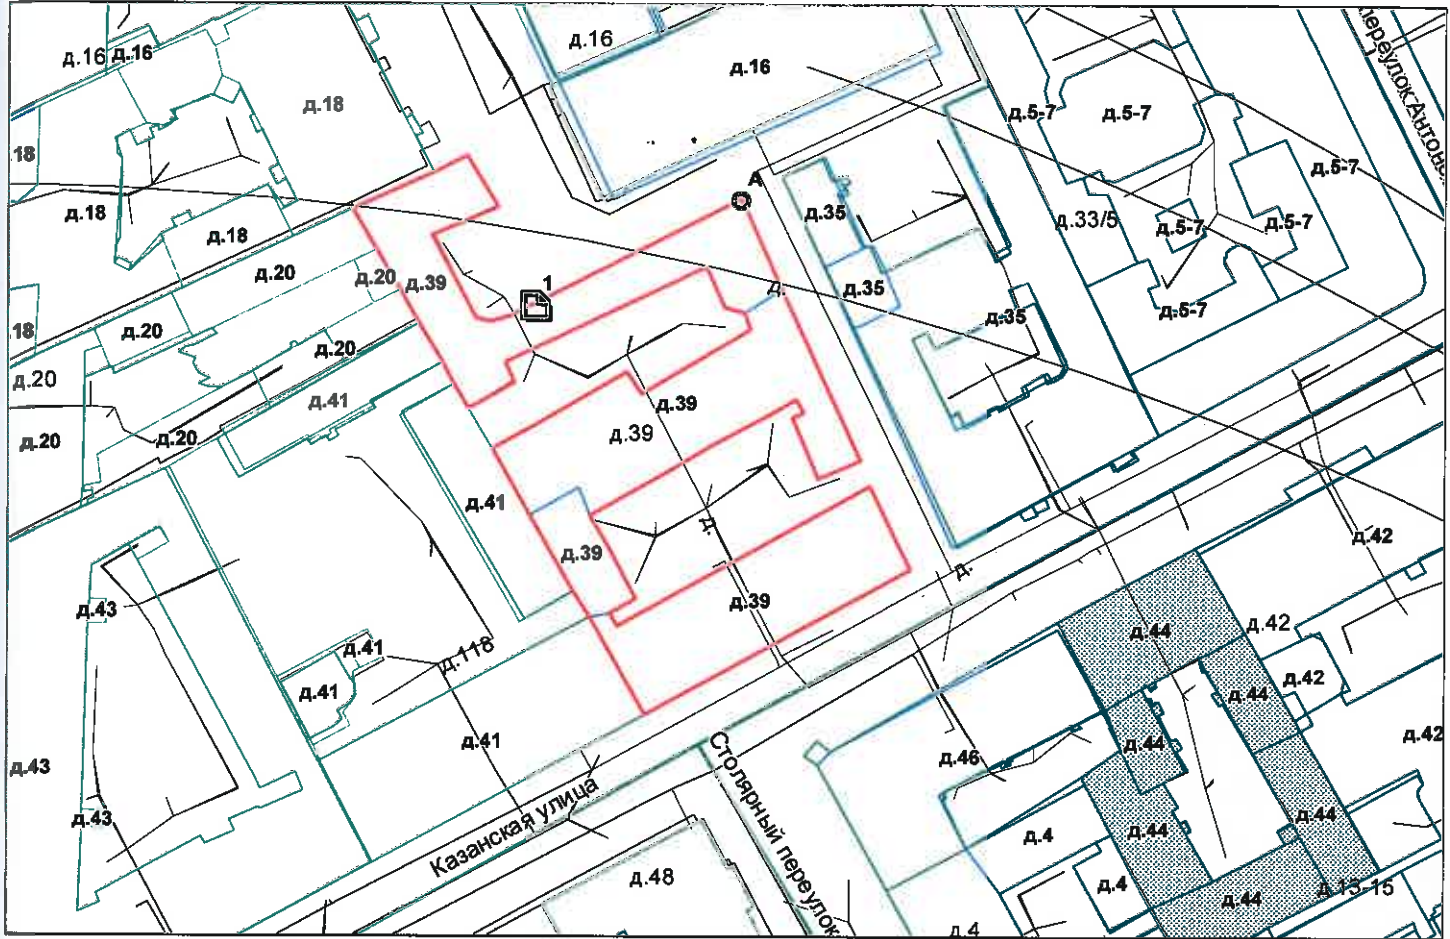 д.16
д.16
д.16
д.16
д.18
д.5-7
д.5-7
переулок Антоне
18
д.5-7
А
д.18
д.35
д.33/5
д.5-7
д.5-7
д.18
д.20
д.20
д.39
1
д.
д.35
д.35
д.5-7
18
д.20
д.20
д.20
д.41
д.39
д.39
д.20
д.20
д.41
д.
д.42
д.39
д.
д.43
д.39
д.44
д.42
д.41
д.118
д.41
д.42
д.44
д.41
д.46
д.44
д.42
д.43
Столярный переулок
Казанская улица
д.43
д.44
д.44
д.4
д.48
д.4
д.13-15
д.44
д.4